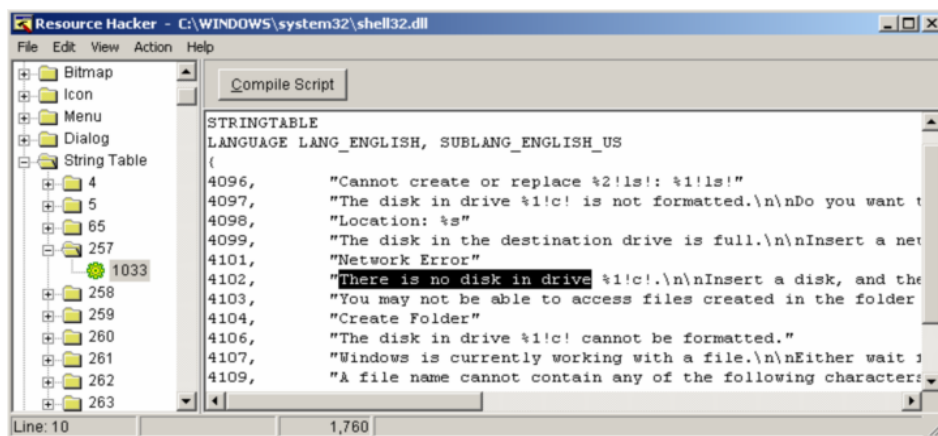 Resource Hacker - C:\WINDOWS\system32\shell32.dll
File Edit View Action Help
Bitmap
Icon
Menu
Dialog
String Table
4
5
65
257
1033
258
259
260
261
262
263
Compile Script
STRINGTABLE
LANGUAGE LANG_ENGLISH, SUBLANG_ENGLISH_US
{
4096, "Cannot create or replace %2!ls!: %1!ls!"
4097, "The disk in drive %1!c! is not formatted.\n\nDo you want
4098, "Location: %s"
4099, "The disk in the destination drive is full.\n\nInsert a
4101, "Network Error"
4102, "There is no disk in drive %1!c!.\n\nInsert a disk, and
4103, "You may not be able to access files created in the folder
4104, "Create Folder"
4106, "The disk in drive %1!c! cannot be formatted."
4107, "Windows is currently working with a file.\n\nEither wait
4109, "A file name cannot contain any of the following characters
Line: 10
1,760